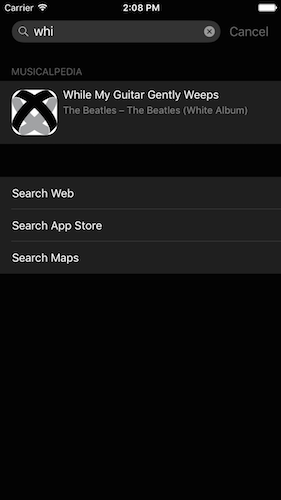 Carrier 2:08 PM
whi Cancel
MUSICALPEDIA
While My Guitar Gently Weeps
The Beatles – The Beatles (White Album)
Search Web
Search App Store
Search Maps